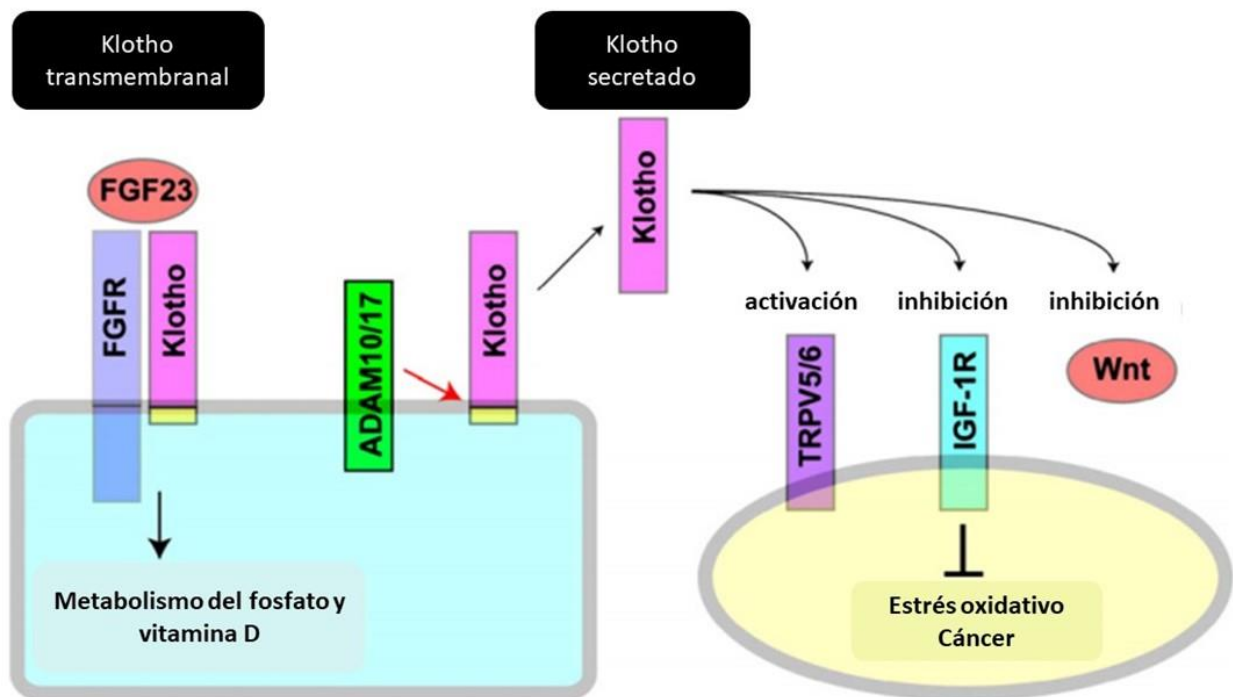 Klotho
transmembranal
Klotho
secretado
FGF23
FGFR
Klotho
ADAM10/17
Klotho
Klotho
activación
inhibición
inhibición
TRPV5/6
IGF-1R
Wnt
Metabolismo del fosfato y
vitamina D
Estrés oxidativo
Cáncer